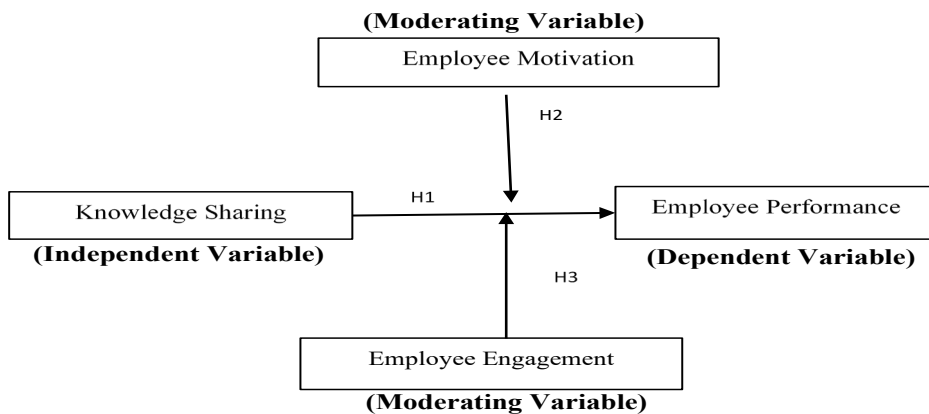 (Moderating Variable)
Employee Motivation
H2
H1
Knowledge Sharing
Employee Performance
(Independent Variable)
(Dependent Variable)
H3
Employee Engagement
(Moderating Variable)